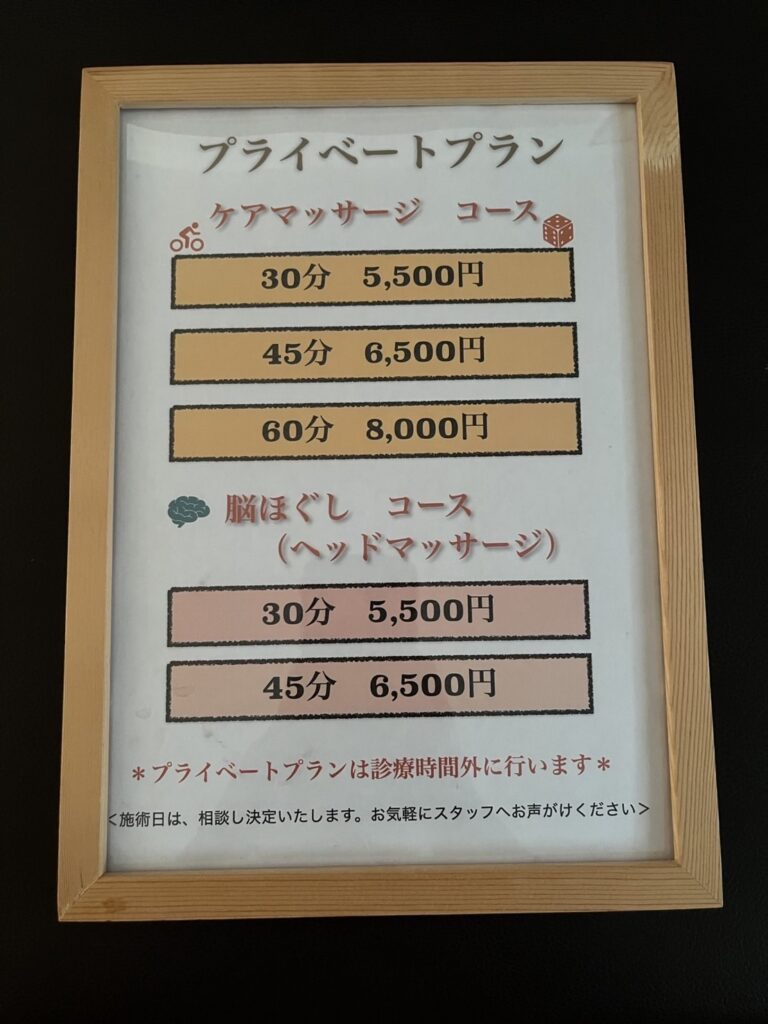 プライベートプラン
ケアマッサージ　コース
30分　5,500円
45分　6,500円
60分　8,000円
脳ほぐし　コース
（ヘッドマッサージ）
30分　5,500円
45分　6,500円
＊プライベートプランは診療時間外に行います＊
＜施術日は、相談し決定いたします。お気軽にスタッフへお声がけください＞